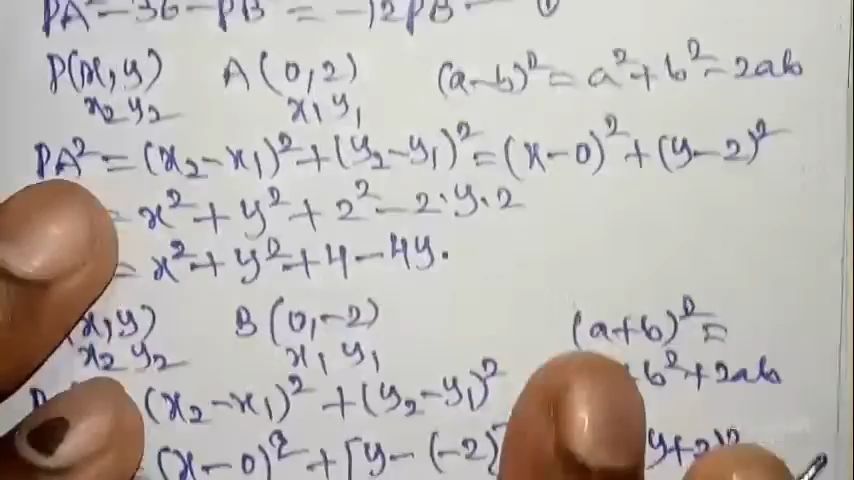 PA² - 36 - PB² = -12PB - ①
P(x,y) A(0,2) (a-b)² = a² + b² - 2ab
x₂ y₂ x₁ y₁
PA² = (x₂-x₁)² + (y₂-y₁)² = (x-0)² + (y-2)²
= x² + y² + 2² - 2·y·2
= x² + y² + 4 - 4y.
(x,y) B(0,-2) (a+b)² =
x₂ y₂ x₁ y₁ b² + 2ab
(x₂-x₁)² + (y₂-y₁)²
(x-0)² + [y-(-2) y+2)²